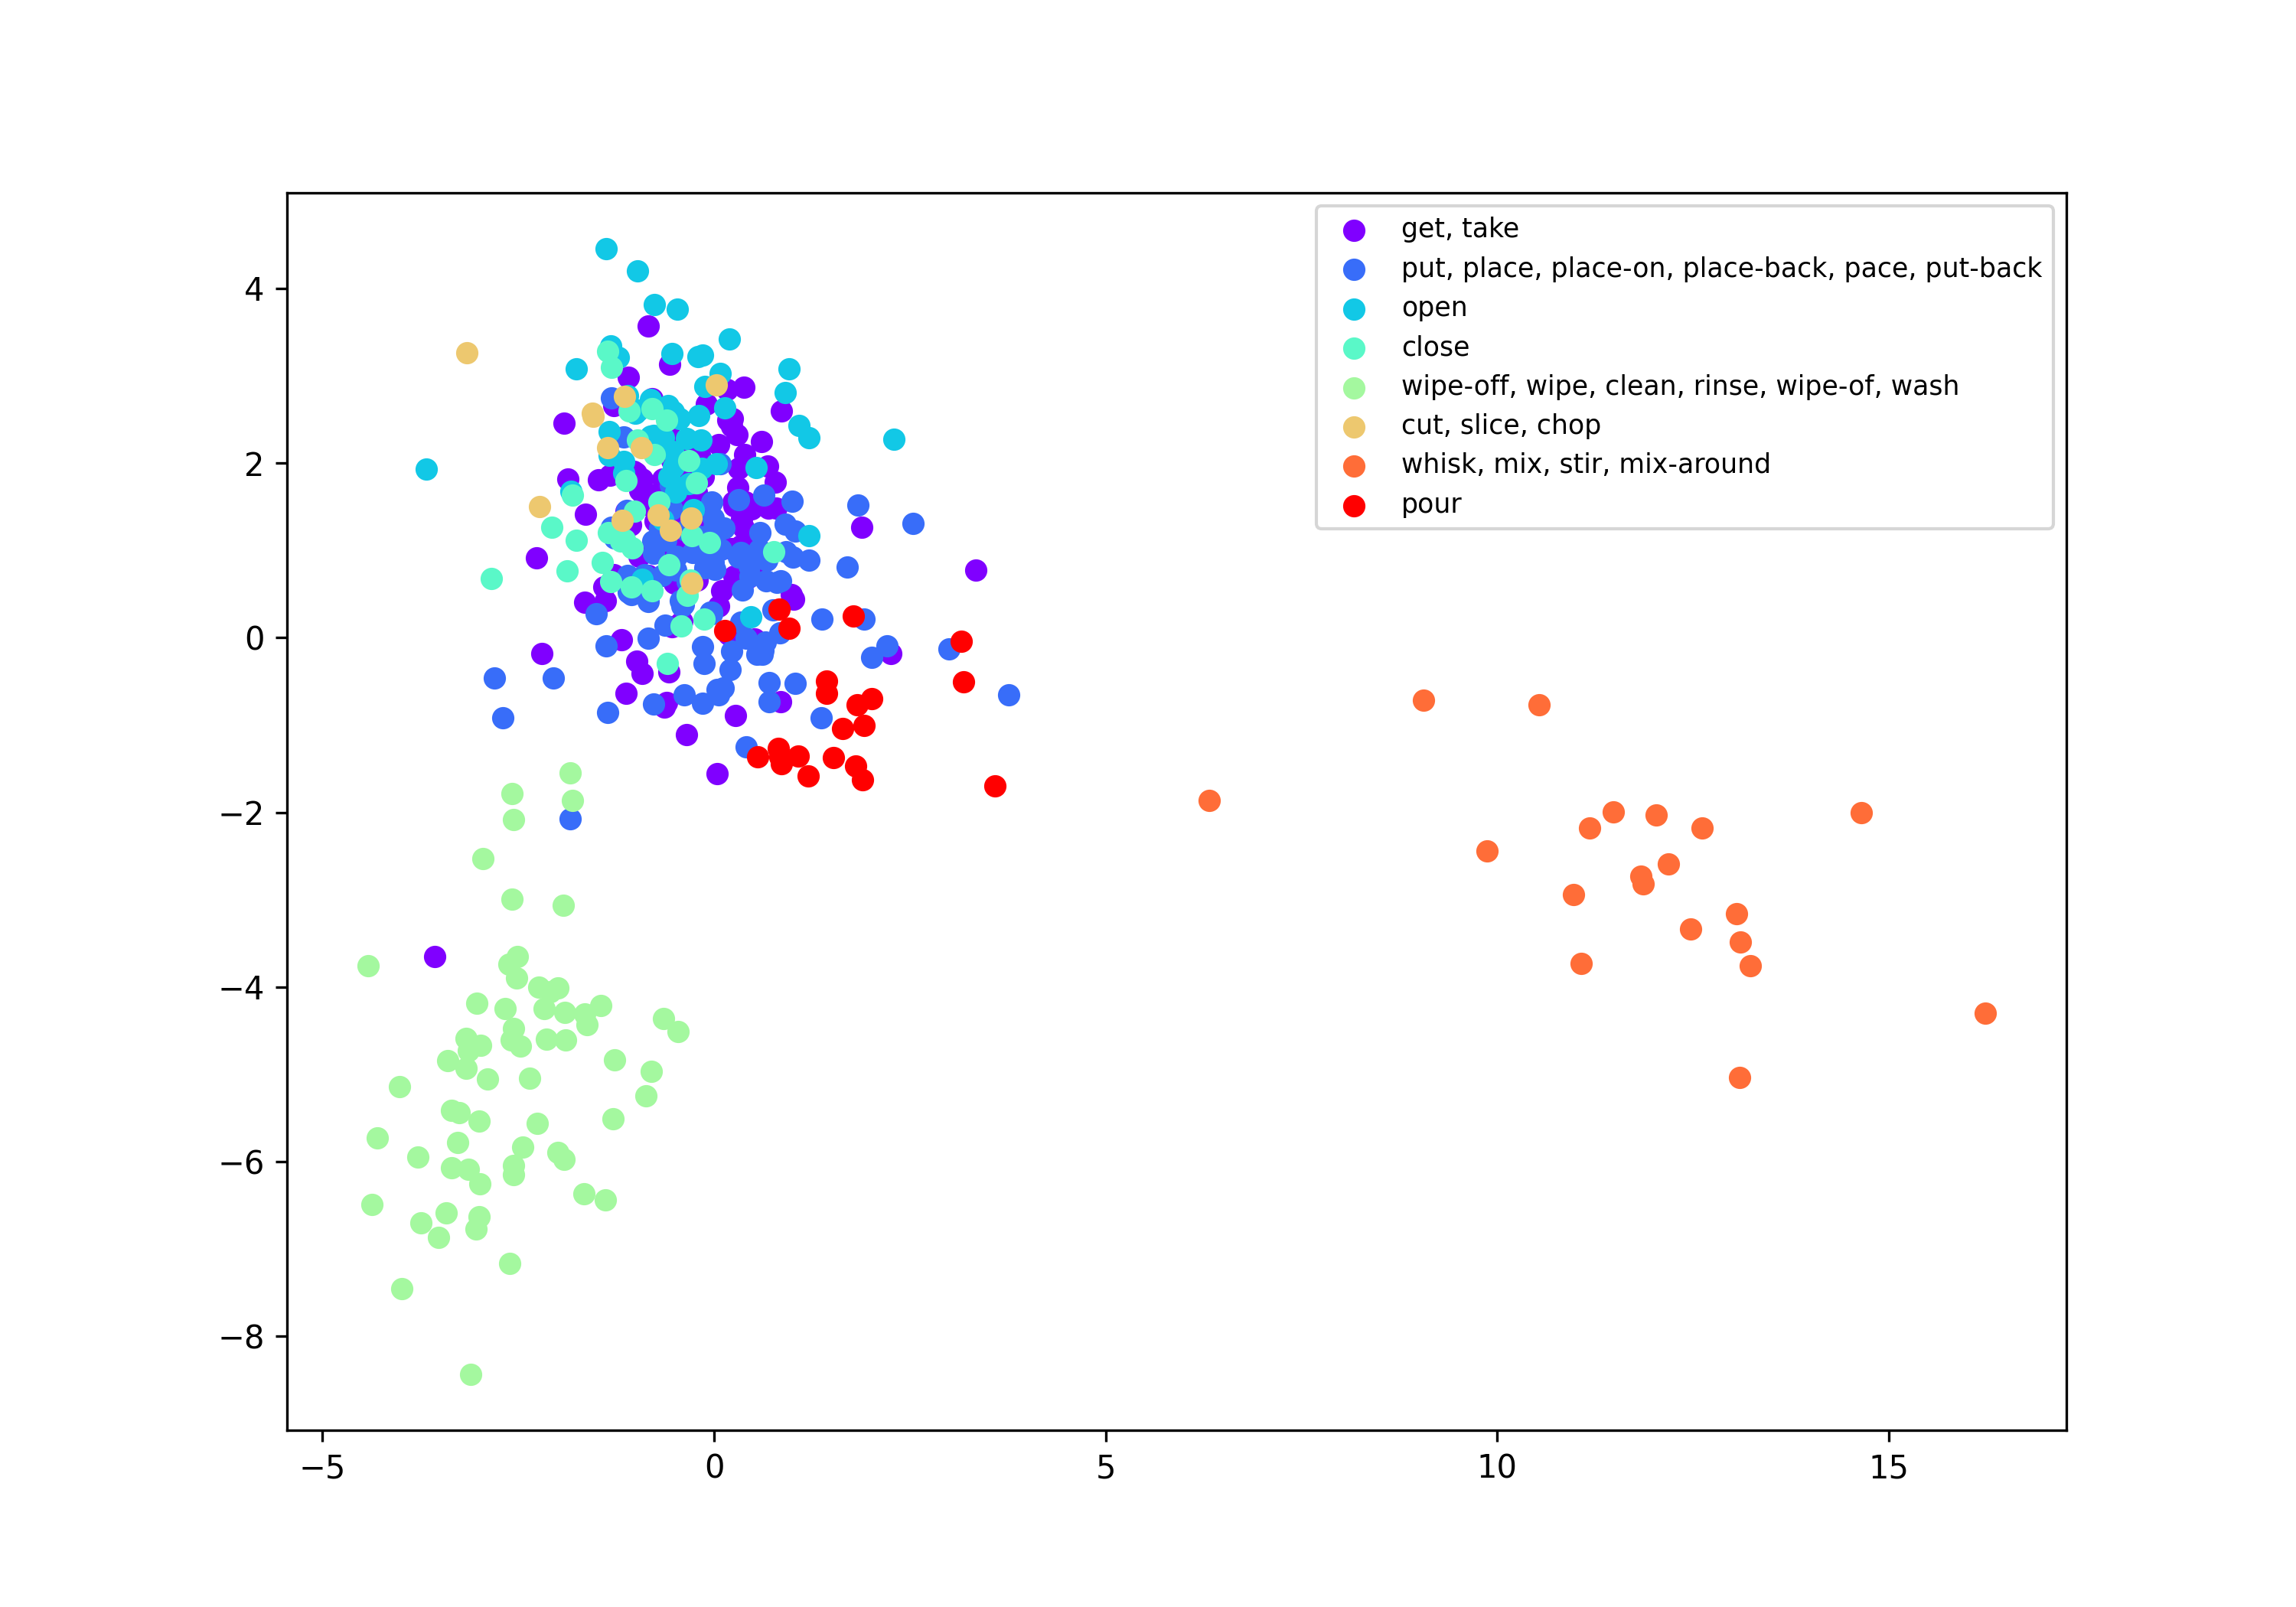 get, take
put, place, place-on, place-back, pace, put-back
open
close
wipe-off, wipe, clean, rinse, wipe-of, wash
cut, slice, chop
whisk, mix, stir, mix-around
pour
4
2
0
−2
−4
−6
−8
−5 0 5 10 15